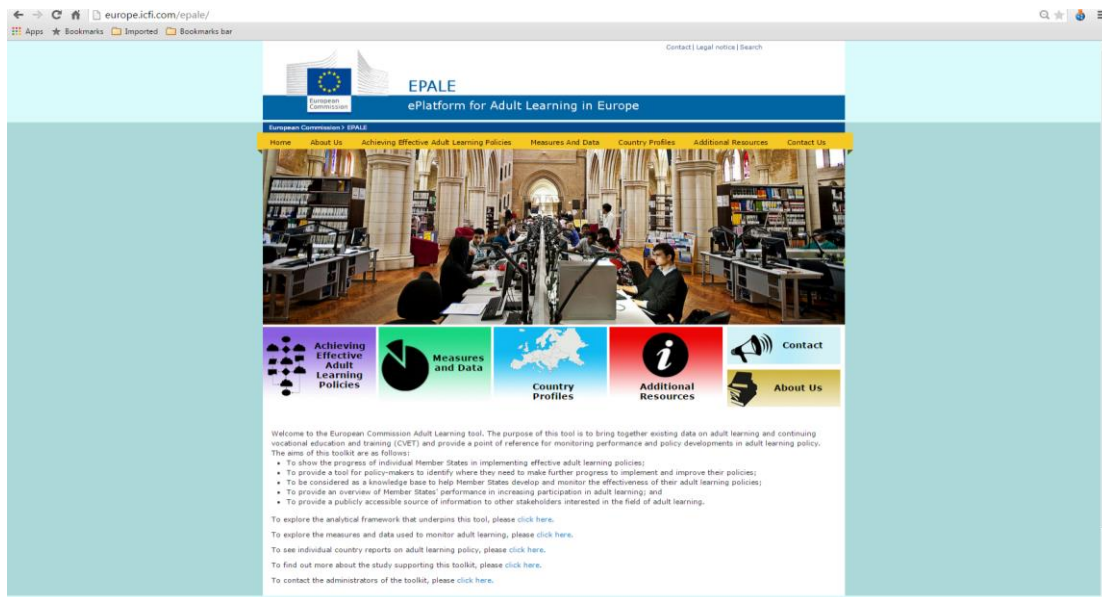 europe.icfi.com/epale/
Apps Bookmarks Imported Bookmarks bar
Contact | Legal notice | Search
European
Commission
EPALE
ePlatform for Adult Learning in Europe
European Commission > EPALE
Home About Us Achieving Effective Adult Learning Policies Measures And Data Country Profiles Additional Resources Contact Us
Achieving
Effective
Adult
Learning
Policies
Measures
and Data
Country
Profiles
Additional
Resources
Contact
About Us
Welcome to the European Commission Adult Learning tool. The purpose of this tool is to bring together existing data on adult learning and continuing
vocational education and training (CVET) and provide a point of reference for monitoring performance and policy developments in adult learning policy.
The aims of this toolkit are as follows:
• To show the progress of individual Member States in implementing effective adult learning policies;
• To provide a tool for policy-makers to identify where they need to make further progress to implement and improve their policies;
• To be considered as a knowledge base to help Member States develop and monitor the effectiveness of their adult learning policies;
• To provide an overview of Member States' performance in increasing participation in adult learning; and
• To provide a publicly accessible source of information to other stakeholders interested in the field of adult learning.
To explore the analytical framework that underpins this tool, please click here.
To explore the measures and data used to monitor adult learning, please click here.
To see individual country reports on adult learning policy, please click here.
To find out more about the study supporting this toolkit, please click here.
To contact the administrators of the toolkit, please click here.